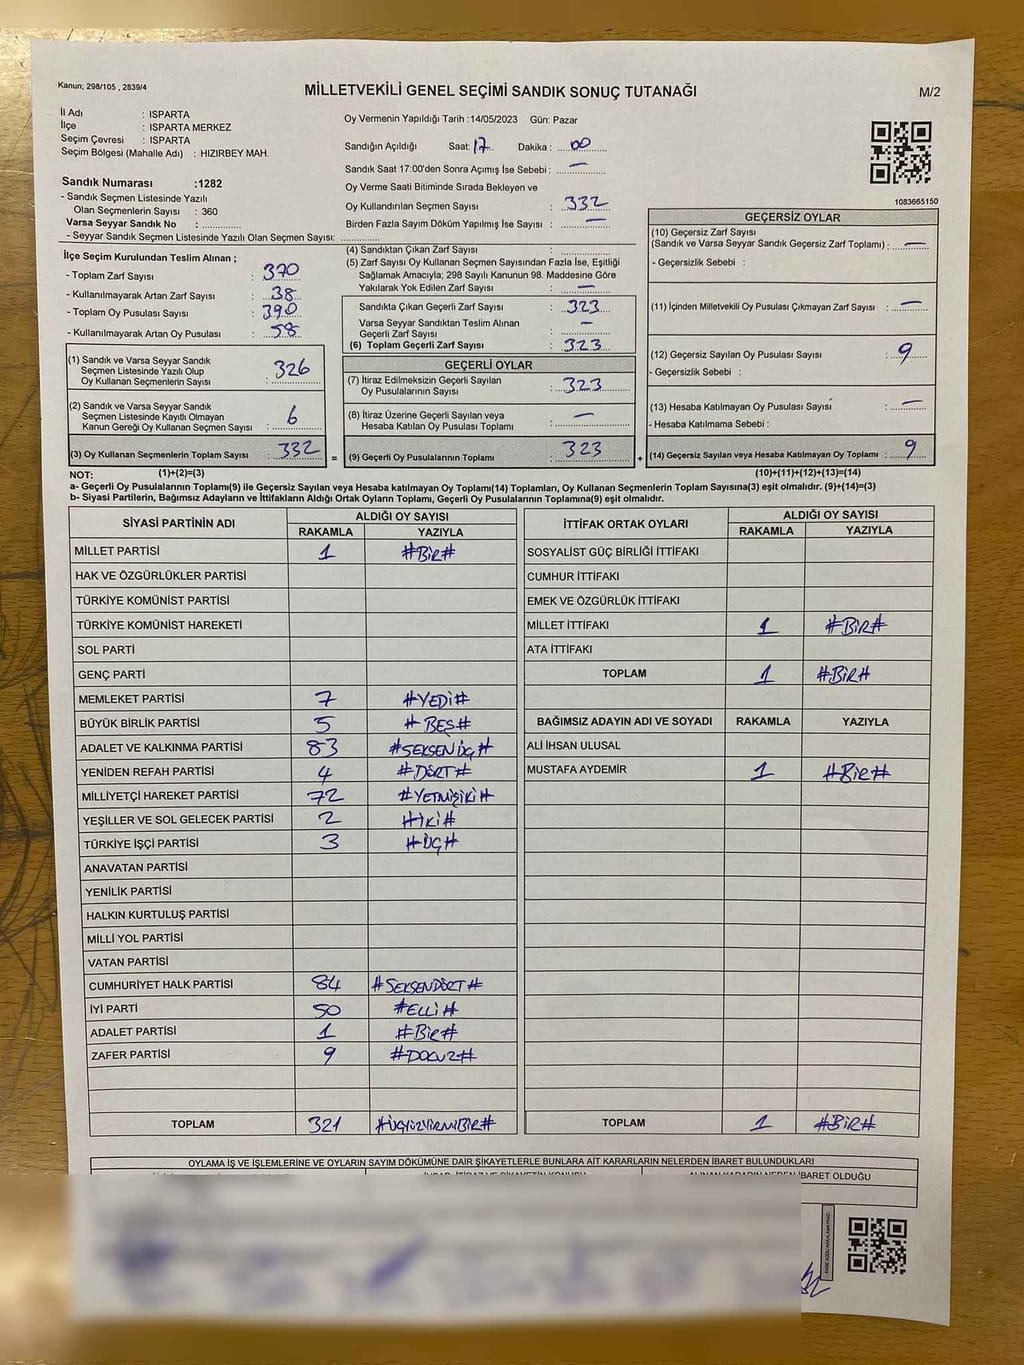 Kanun; 298/105 , 2839/4
MİLLETVEKİLİ GENEL SEÇİMİ SANDIK SONUÇ TUTANAĞI
M/2
İl Adı : ISPARTA
İlçe : ISPARTA MERKEZ
Seçim Çevresi : ISPARTA
Seçim Bölgesi (Mahalle Adı) : HIZIRBEY MAH.
Sandık Numarası :1282
- Sandık Seçmen Listesinde Yazılı
Olan Seçmenlerin Sayısı : 360
Varsa Seyyar Sandık No :
- Seyyar Sandık Seçmen Listesinde Yazılı Olan Seçmen Sayısı:
Oy Vermenin Yapıldığı Tarih :14/05/2023 Gün: Pazar
Sandığın Açıldığı Saat: 17 Dakika : 00
Sandık Saat 17:00'den Sonra Açımış İse Sebebi : —
Oy Verme Saati Bitiminde Sırada Bekleyen ve
Oy Kullandırılan Seçmen Sayısı : 332
Birden Fazla Sayım Döküm Yapılmış İse Sayısı : —
1083665150
İlçe Seçim Kurulundan Teslim Alınan ;
- Toplam Zarf Sayısı : 370
- Kullanılmayarak Artan Zarf Sayısı : 38
- Toplam Oy Pusulası Sayısı : 390
- Kullanılmayarak Artan Oy Pusulası : 58
(1) Sandık ve Varsa Seyyar Sandık
Seçmen Listesinde Yazılı Olup
Oy Kullanan Seçmenlerin Sayısı : 326
(2) Sandık ve Varsa Seyyar Sandık
Seçmen Listesinde Kayıtlı Olmayan
Kanun Gereği Oy Kullanan Seçmen Sayısı : 6
(3) Oy Kullanan Seçmenlerin Toplam Sayısı : 332
=
(4) Sandıktan Çıkan Zarf Sayısı :
(5) Zarf Sayısı Oy Kullanan Seçmen Sayısından Fazla İse, Eşitliği
Sağlamak Amacıyla; 298 Sayılı Kanunun 98. Maddesine Göre
Yakılarak Yok Edilen Zarf Sayısı : —
Sandıkta Çıkan Geçerli Zarf Sayısı : 323
Varsa Seyyar Sandıktan Teslim Alınan
Geçerli Zarf Sayısı : —
(6) Toplam Geçerli Zarf Sayısı : 323
GEÇERLİ OYLAR
(7) İtiraz Edilmeksizin Geçerli Sayılan
Oy Pusulalarının Sayısı : 323
(8) İtiraz Üzerine Geçerli Sayılan veya
Hesaba Katılan Oy Pusulası Toplamı : —
(9) Geçerli Oy Pusulalarının Toplamı : 323
+
GEÇERSİZ OYLAR
(10) Geçersiz Zarf Sayısı
(Sandık ve Varsa Seyyar Sandık Geçersiz Zarf Toplamı) : —
- Geçersizlik Sebebi :
(11) İçinden Milletvekili Oy Pusulası Çıkmayan Zarf Sayısı : —
(12) Geçersiz Sayılan Oy Pusulası Sayısı : 9
- Geçersizlik Sebebi :
(13) Hesaba Katılmayan Oy Pusulası Sayısı : —
- Hesaba Katılmama Sebebi :
(14) Geçersiz Sayılan veya Hesaba Katılmayan Oy Toplamı : 9
NOT: (1)+(2)=(3) (10)+(11)+(12)+(13)=(14)
a- Geçerli Oy Pusulalarının Toplamı(9) ile Geçersiz Sayılan veya Hesaba katılmayan Oy Toplamı(14) Toplamları, Oy Kullanan Seçmenlerin Toplam Sayısına(3) eşit olmalıdır. (9)+(14)=(3)
b- Siyasi Partilerin, Bağımsız Adayların ve İttifakların Aldığı Ortak Oyların Toplamı, Geçerli Oy Pusulalarının Toplamına(9) eşit olmalıdır.
SİYASİ PARTİNİN ADI ALDIĞI OY SAYISI
RAKAMLA YAZIYLA
MİLLET PARTİSİ 1 #BİR#
HAK VE ÖZGÜRLÜKLER PARTİSİ
TÜRKİYE KOMÜNİST PARTİSİ
TÜRKİYE KOMÜNİST HAREKETİ
SOL PARTİ
GENÇ PARTİ
MEMLEKET PARTİSİ 7 #YEDİ#
BÜYÜK BİRLİK PARTİSİ 5 #BEŞ#
ADALET VE KALKINMA PARTİSİ 83 #SEKSENÜÇ#
YENİDEN REFAH PARTİSİ 4 #DÖRT#
MİLLİYETÇİ HAREKET PARTİSİ 72 #YETMİŞİKİ#
YEŞİLLER VE SOL GELECEK PARTİSİ 2 #İKİ#
TÜRKİYE İŞÇİ PARTİSİ 3 #ÜÇ#
ANAVATAN PARTİSİ
YENİLİK PARTİSİ
HALKIN KURTULUŞ PARTİSİ
MİLLİ YOL PARTİSİ
VATAN PARTİSİ
CUMHURİYET HALK PARTİSİ 84 #SEKSENDÖRT#
İYİ PARTİ 50 #ELLİ#
ADALET PARTİSİ 1 #BİR#
ZAFER PARTİSİ 9 #DOKUZ#
TOPLAM 321 #ÜÇYÜZYİRMİBİR#
İTTİFAK ORTAK OYLARI ALDIĞI OY SAYISI
RAKAMLA YAZIYLA
SOSYALİST GÜÇ BİRLİĞİ İTTİFAKI
CUMHUR İTTİFAKI
EMEK VE ÖZGÜRLÜK İTTİFAKI
MİLLET İTTİFAKI 1 #BİR#
ATA İTTİFAKI
TOPLAM 1 #BİR#
BAĞIMSIZ ADAYIN ADI VE SOYADI RAKAMLA YAZIYLA
ALİ İHSAN ULUSAL
MUSTAFA AYDEMİR 1 #BİR#
TOPLAM 1 #BİR#
OYLAMA İŞ VE İŞLEMLERİNE VE OYLARIN SAYIM DÖKÜMÜNE DAİR ŞİKAYETLERLE BUNLARA AİT KARARLARIN NELERDEN İBARET BULUNDUKLARI